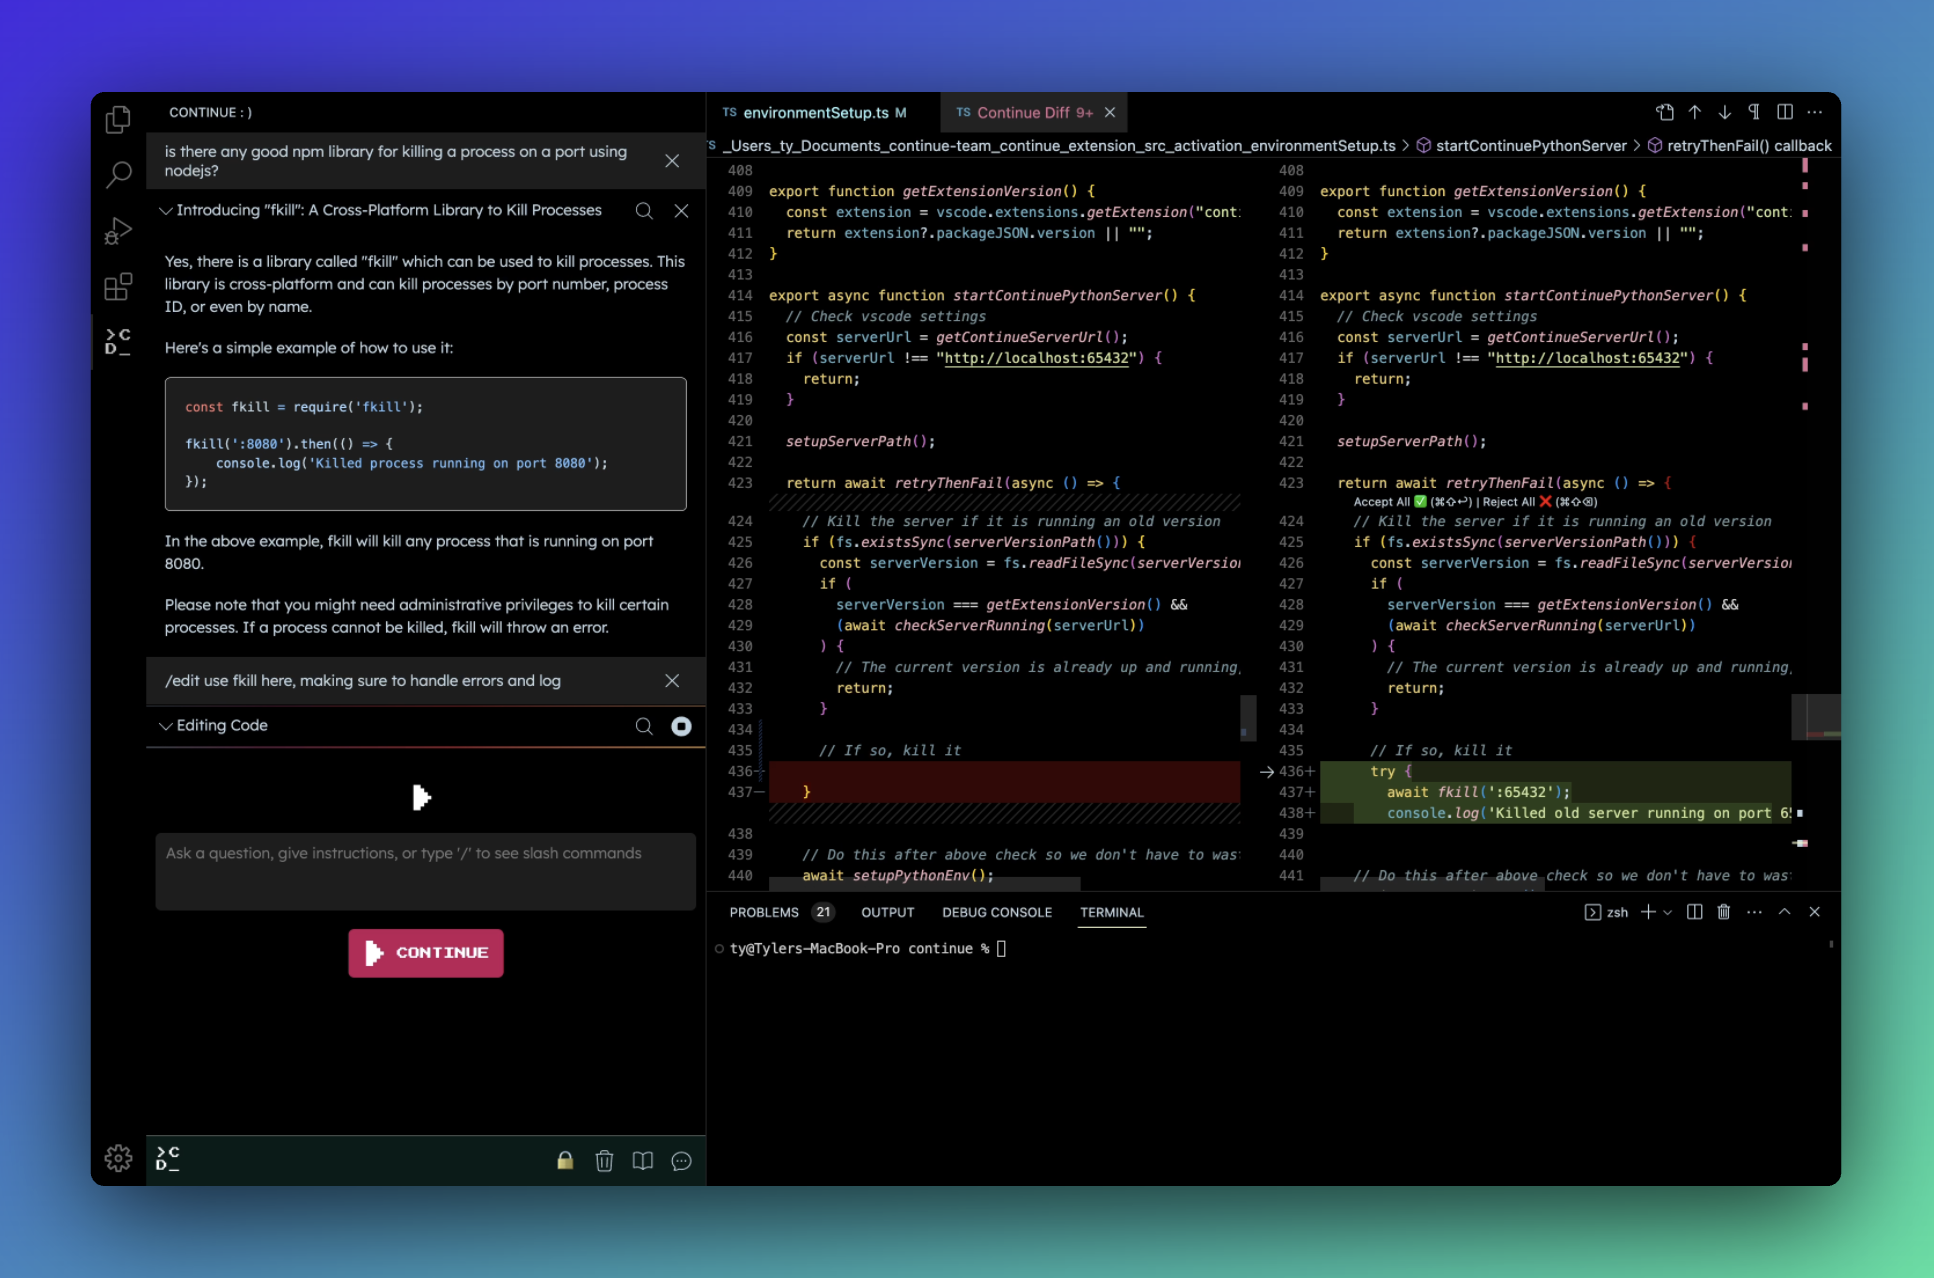 CONTINUE : )
is there any good npm library for killing a process on a port using
nodejs?
Introducing "fkill": A Cross-Platform Library to Kill Processes
Yes, there is a library called "fkill" which can be used to kill processes. This
library is cross-platform and can kill processes by port number, process
ID, or even by name.
Here's a simple example of how to use it:
const fkill = require('fkill');
fkill(':8080').then(() => {
console.log('Killed process running on port 8080');
});
In the above example, fkill will kill any process that is running on port
8080.
Please note that you might need administrative privileges to kill certain
processes. If a process cannot be killed, fkill will throw an error.
/edit use fkill here, making sure to handle errors and log
Editing Code
Ask a question, give instructions, or type '/' to see slash commands
CONTINUE
TS environmentSetup.ts M
TS Continue Diff 9+
_Users_ty_Documents_continue-team_continue_extension_src_activation_environmentSetup.ts > startContinuePythonServer > retryThenFail() callback
408
409 export function getExtensionVersion() {
410 const extension = vscode.extensions.getExtension("cont
411 return extension?.packageJSON.version || "";
412 }
413
414 export async function startContinuePythonServer() {
415 // Check vscode settings
416 const serverUrl = getContinueServerUrl();
417 if (serverUrl !== "http://localhost:65432") {
418 return;
419 }
420
421 setupServerPath();
422
423 return await retryThenFail(async () => {
424 // Kill the server if it is running an old version
425 if (fs.existsSync(serverVersionPath())) {
426 const serverVersion = fs.readFileSync(serverVersion
427 if (
428 serverVersion === getExtensionVersion() &&
429 (await checkServerRunning(serverUrl))
430 ) {
431 // The current version is already up and running,
432 return;
433 }
434
435 // If so, kill it
436-
437- }
438
439 // Do this after above check so we don't have to was
440 await setupPythonEnv();
408
409 export function getExtensionVersion() {
410 const extension = vscode.extensions.getExtension("cont
411 return extension?.packageJSON.version || "";
412 }
413
414 export async function startContinuePythonServer() {
415 // Check vscode settings
416 const serverUrl = getContinueServerUrl();
417 if (serverUrl !== "http://localhost:65432") {
418 return;
419 }
420
421 setupServerPath();
422
423 return await retryThenFail(async () => {
Accept All ✅ (⌘⇧↩) | Reject All ❌ (⌘⇧⌫)
424 // Kill the server if it is running an old version
425 if (fs.existsSync(serverVersionPath())) {
426 const serverVersion = fs.readFileSync(serverVersion
427 if (
428 serverVersion === getExtensionVersion() &&
429 (await checkServerRunning(serverUrl))
430 ) {
431 // The current version is already up and running,
432 return;
433 }
434
435 // If so, kill it
436+ try {
437+ await fkill(':65432');
438+ console.log('Killed old server running on port 65
439
440
441 // Do this after above check so we don't have to was
PROBLEMS 21 OUTPUT DEBUG CONSOLE TERMINAL
zsh
ty@Tylers-MacBook-Pro continue %
>C
D_
>C
D_